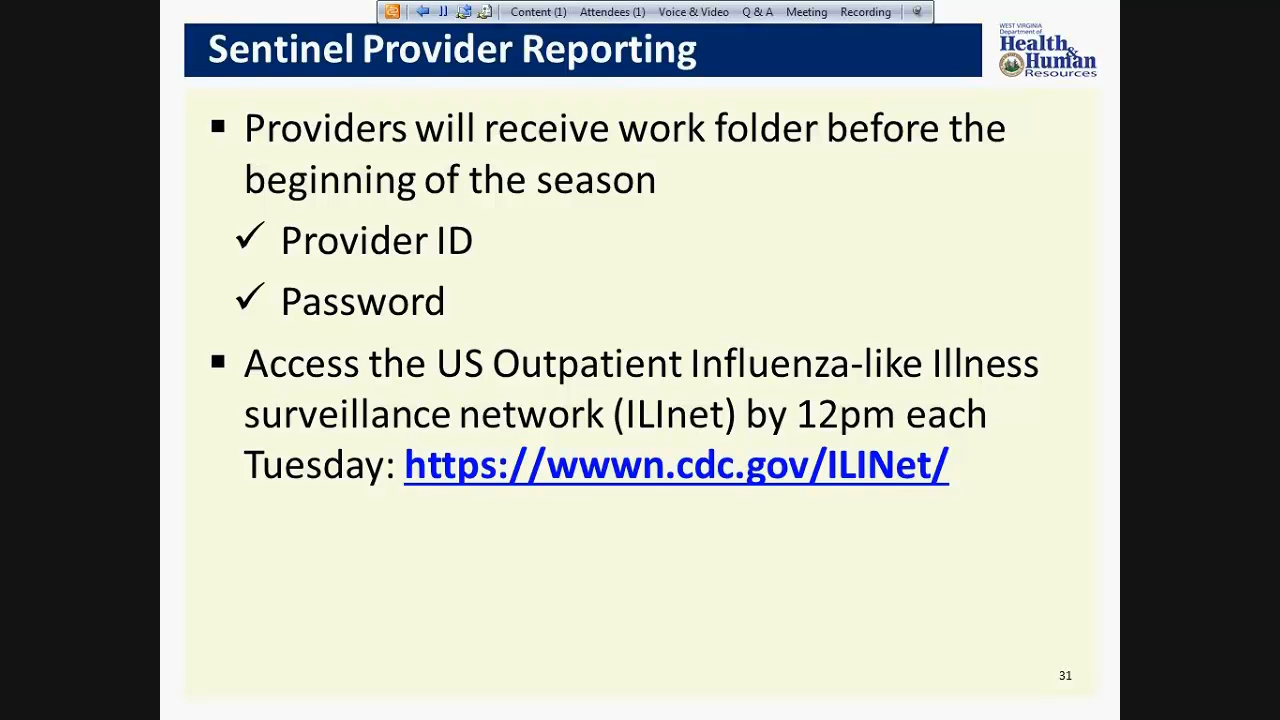 Content (1) Attendees (1) Voice & Video Q & A Meeting Recording
Sentinel Provider Reporting
WEST VIRGINIA
Department of
Health &
Human
Resources
▪ Providers will receive work folder before the
beginning of the season
✓ Provider ID
✓ Password
▪ Access the US Outpatient Influenza-like Illness
surveillance network (ILInet) by 12pm each
Tuesday: https://wwwn.cdc.gov/ILINet/
31